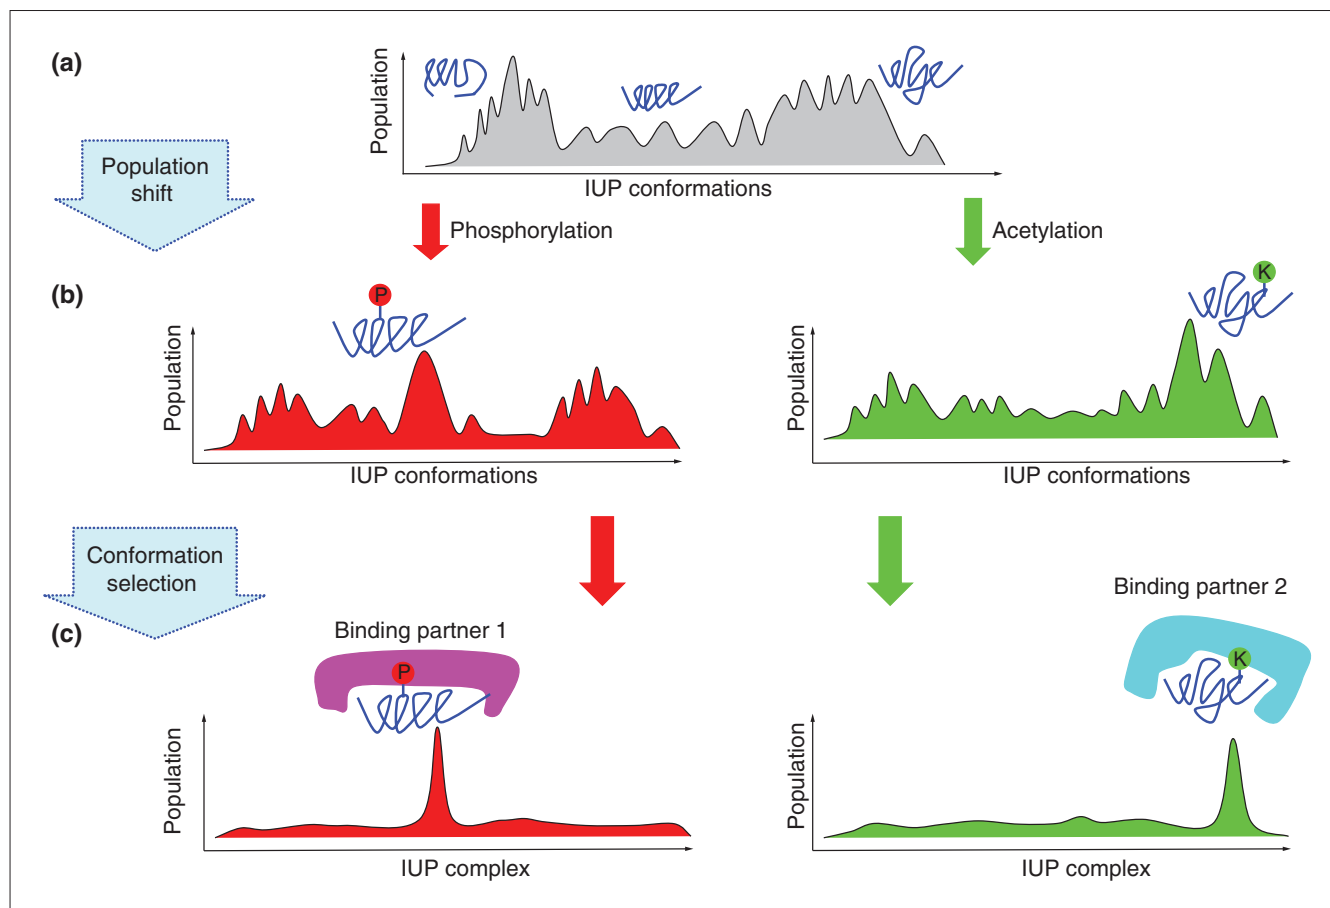 (a)
Population
IUP conformations
Population
shift
Phosphorylation
Acetylation
(b)
P
Population
IUP conformations
K
Population
IUP conformations
Conformation
selection
(c)
Binding partner 1
P
Population
IUP complex
Binding partner 2
K
Population
IUP complex